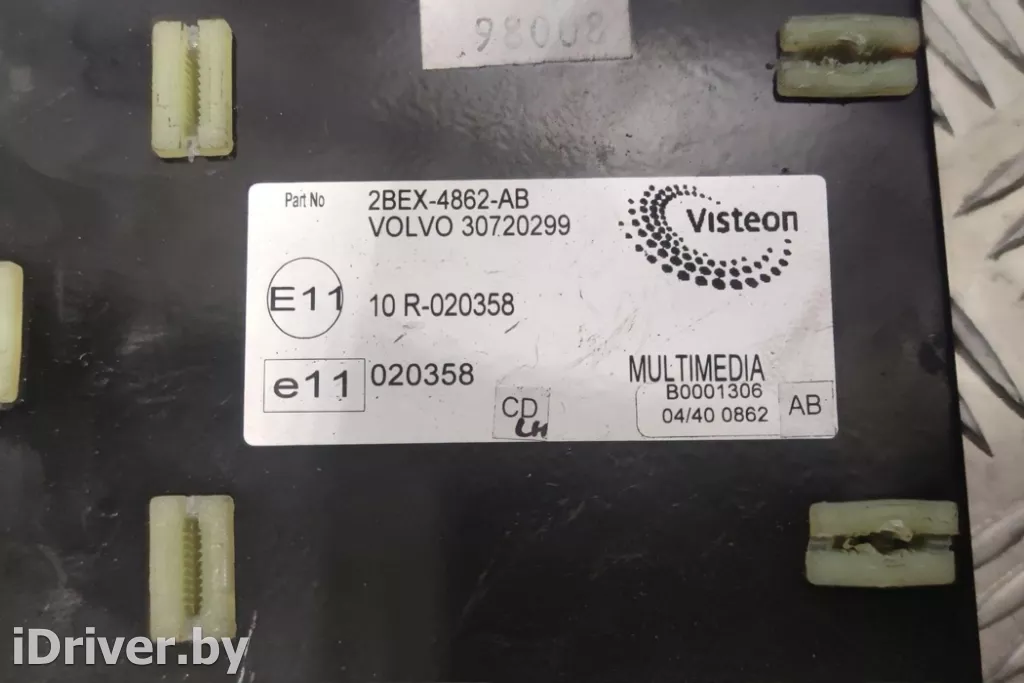 98008
Part No 2BEX-4862-AB
VOLVO 30720299
Visteon
E11 10 R-020358
e11 020358
MULTIMEDIA
B0001306
04/40 0862
AB
CD
LH
iDriver.by